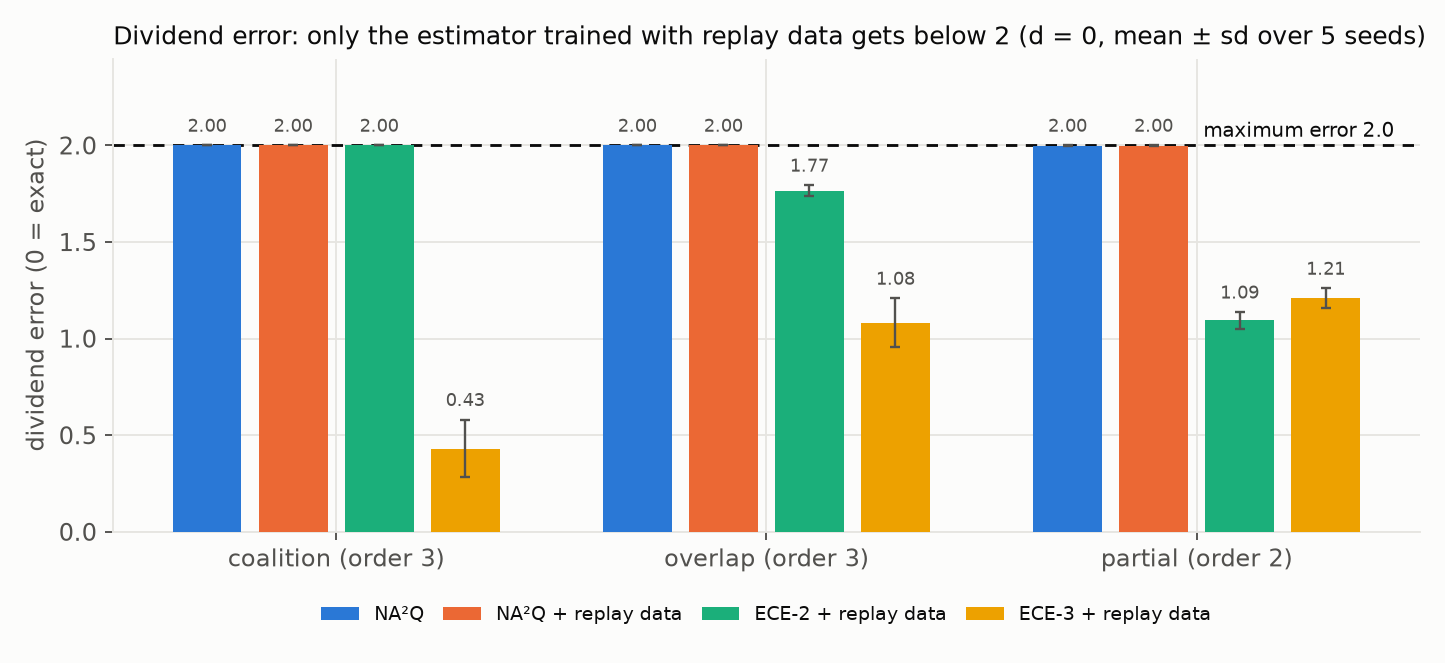 Dividend error: only the estimator trained with replay data gets below 2 (d = 0, mean ± sd over 5 seeds)
dividend error (0 = exact)
2.0
1.5
1.0
0.5
0.0
2.00 2.00 2.00 0.43
2.00 2.00 1.77 1.08
2.00 2.00 1.09 1.21
maximum error 2.0
coalition (order 3) overlap (order 3) partial (order 2)
NA²Q NA²Q + replay data ECE-2 + replay data ECE-3 + replay data